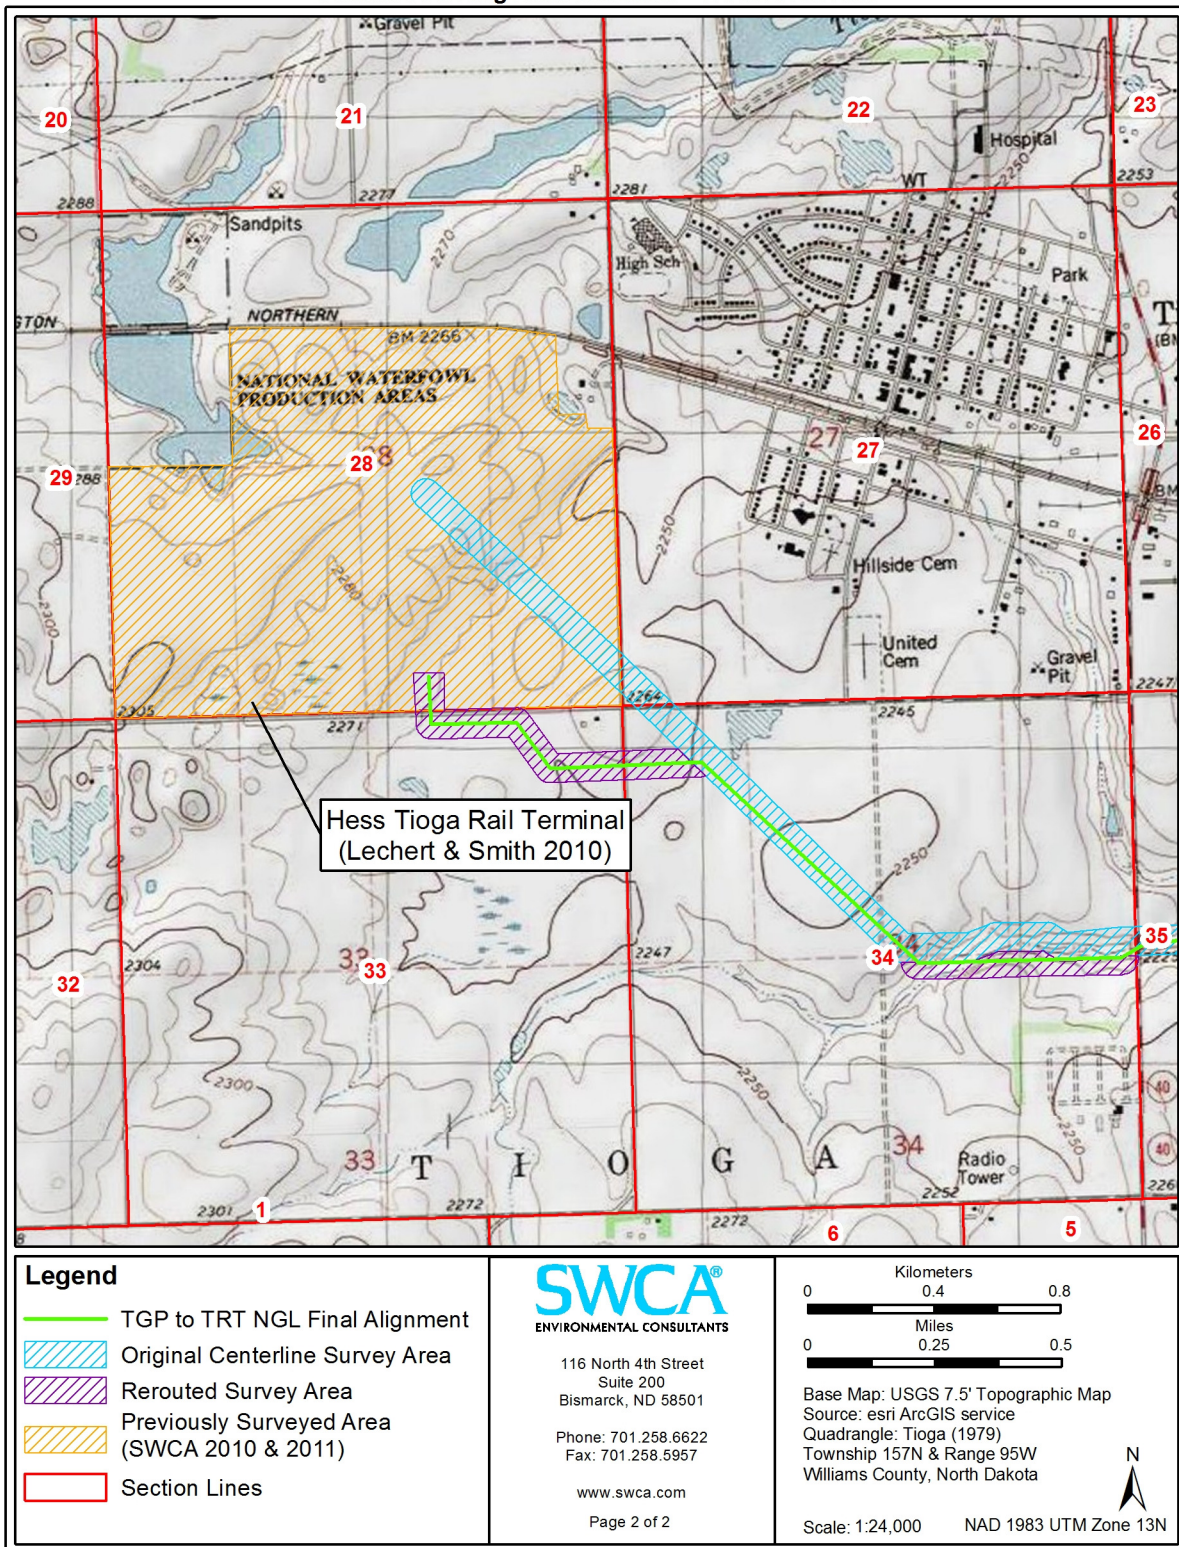 Gravel Pit
20
21
22
23
Hospital
2250
WT
2288
2277
2281
2253
Sandpits
2270
High Sch
Park
GSTON
NORTHERN
BM 2266
NATIONAL WATERFOWL
PRODUCTION AREAS
28
29
288
27
27
26
BM
2250
2280
2300
Hillside Cem
United
Cem
Gravel
Pit
2305
2271
2264
2245
2247
Hess Tioga Rail Terminal
(Lechert & Smith 2010)
2250
32
2304
33
33
2247
34
34
35
2300
2250
2250
40
40
33
T I O G A
34
Radio
Tower
2301
1
2272
2272
6
2252
5
Legend
TGP to TRT NGL Final Alignment
Original Centerline Survey Area
Rerouted Survey Area
Previously Surveyed Area
(SWCA 2010 & 2011)
Section Lines
SWCA®
ENVIRONMENTAL CONSULTANTS
116 North 4th Street
Suite 200
Bismarck, ND 58501
Phone: 701.258.6622
Fax: 701.258.5957
www.swca.com
Page 2 of 2
Kilometers
0 0.4 0.8
Miles
0 0.25 0.5
Base Map: USGS 7.5' Topographic Map
Source: esri ArcGIS service
Quadrangle: Tioga (1979)
Township 157N & Range 95W
Williams County, North Dakota
N
Scale: 1:24,000 NAD 1983 UTM Zone 13N